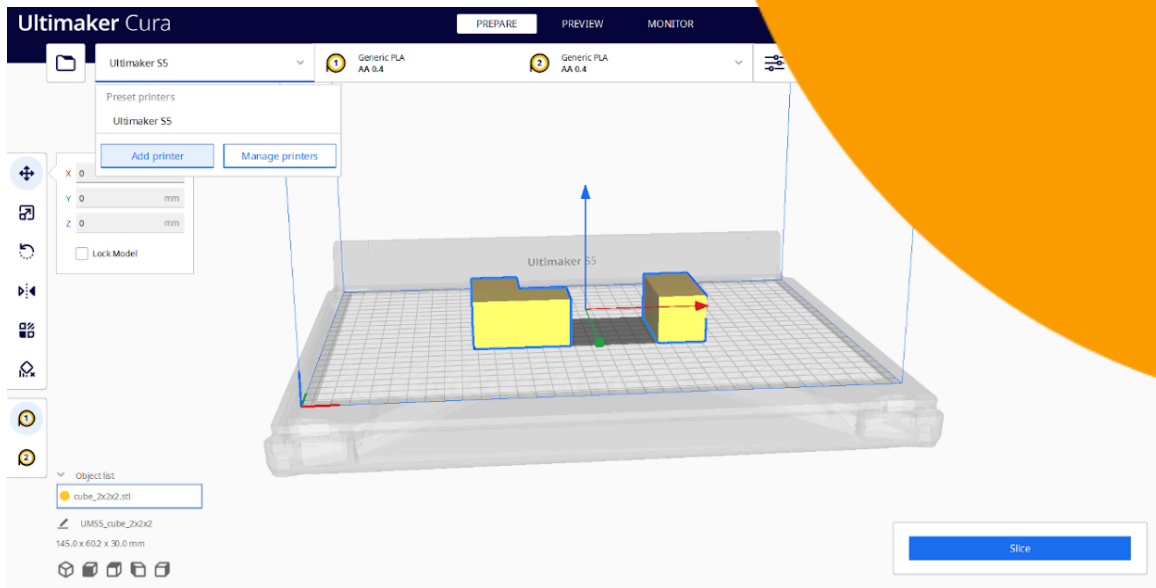 Ultimaker Cura
PREPARE PREVIEW MONITOR
Ultimaker S5
1 Generic PLA
AA 0.4
2 Generic PLA
AA 0.4
Preset printers
Ultimaker S5
Add printer Manage printers
X 0
Y 0 mm
Z 0 mm
Lock Model
Ultimaker S5
1
2
Object list
cube_2x2x2.stl
UMS5_cube_2x2x2
145.0 x 60.2 x 30.0 mm
Slice